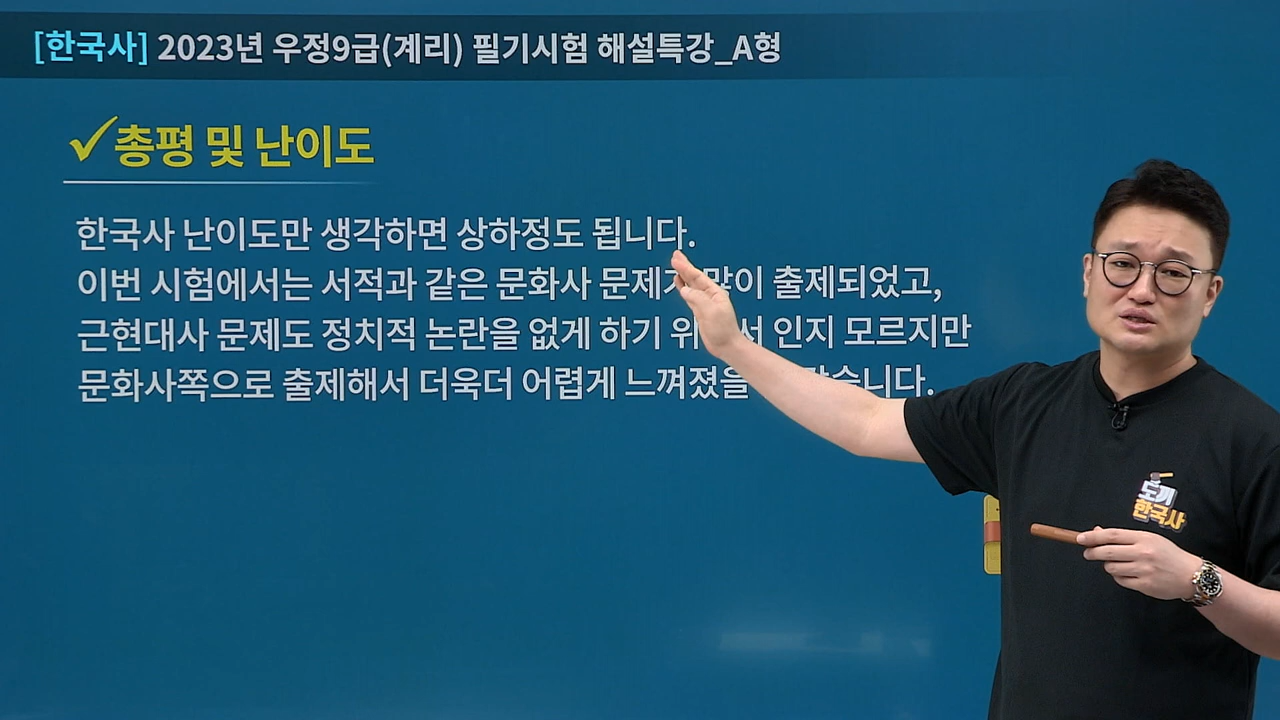 [한국사] 2023년 우정9급(계리) 필기시험 해설특강_A형
✓총평 및 난이도
한국사 난이도만 생각하면 상하정도 됩니다.
이번 시험에서는 서적과 같은 문화사 문제가 많이 출제되었고,
근현대사 문제도 정치적 논란을 없게 하기 위 서 인지 모르지만
문화사쪽으로 출제해서 더욱더 어렵게 느껴졌을 같습니다.
도끼
한국사